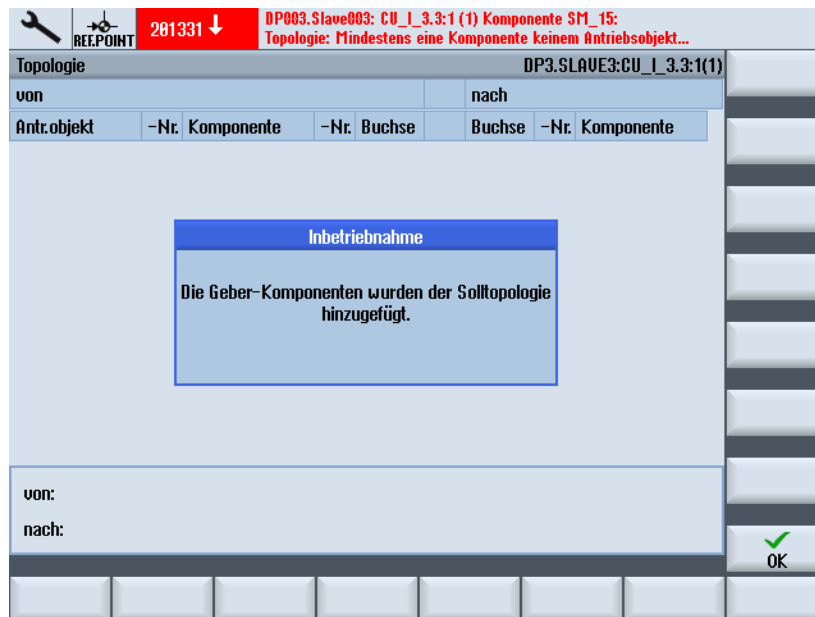 REF.POINT
201331
DP003.Slave003: CU_I_3.3:1 (1) Komponente SM_15:
Topologie: Mindestens eine Komponente keinem Antriebsobjekt...
Topologie DP3.SLAVE3:CU_I_3.3:1(1)
von nach
Antr.objekt -Nr. Komponente -Nr. Buchse Buchse -Nr. Komponente
Inbetriebnahme
Die Geber-Komponenten wurden der Solltopologie
hinzugefügt.
von:
nach:
OK